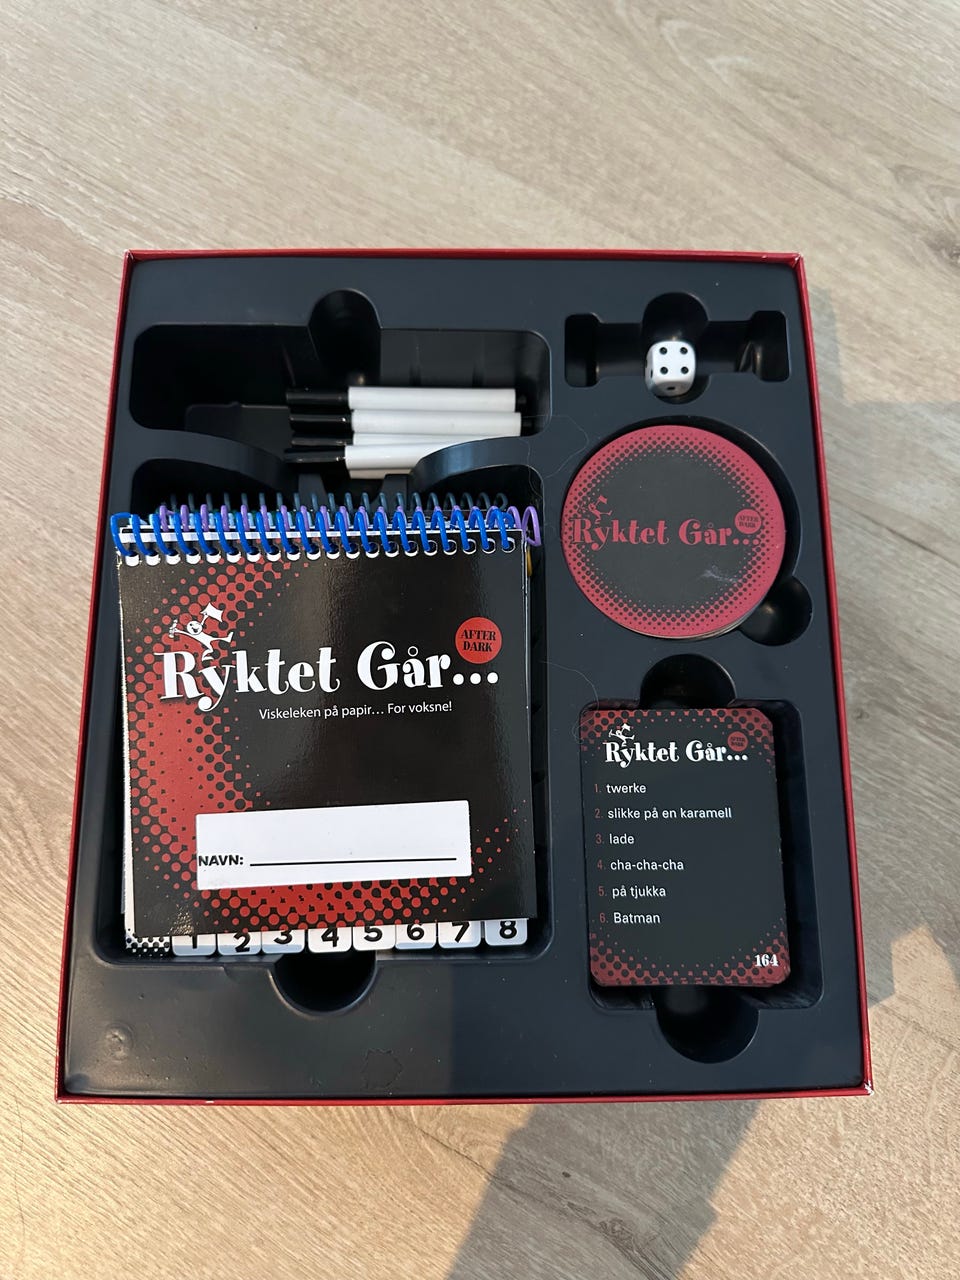 Ryktet Går...
AFTER
DARK
Viskeleken på papir... For voksne!
NAVN:
1 2 3 4 5 6 7 8
Ryktet Går...
AFTER
DARK
Ryktet Går...
AFTER
DARK
1. twerke
2. slikke på en karamell
3. lade
4. cha-cha-cha
5. på tjukka
6. Batman
164